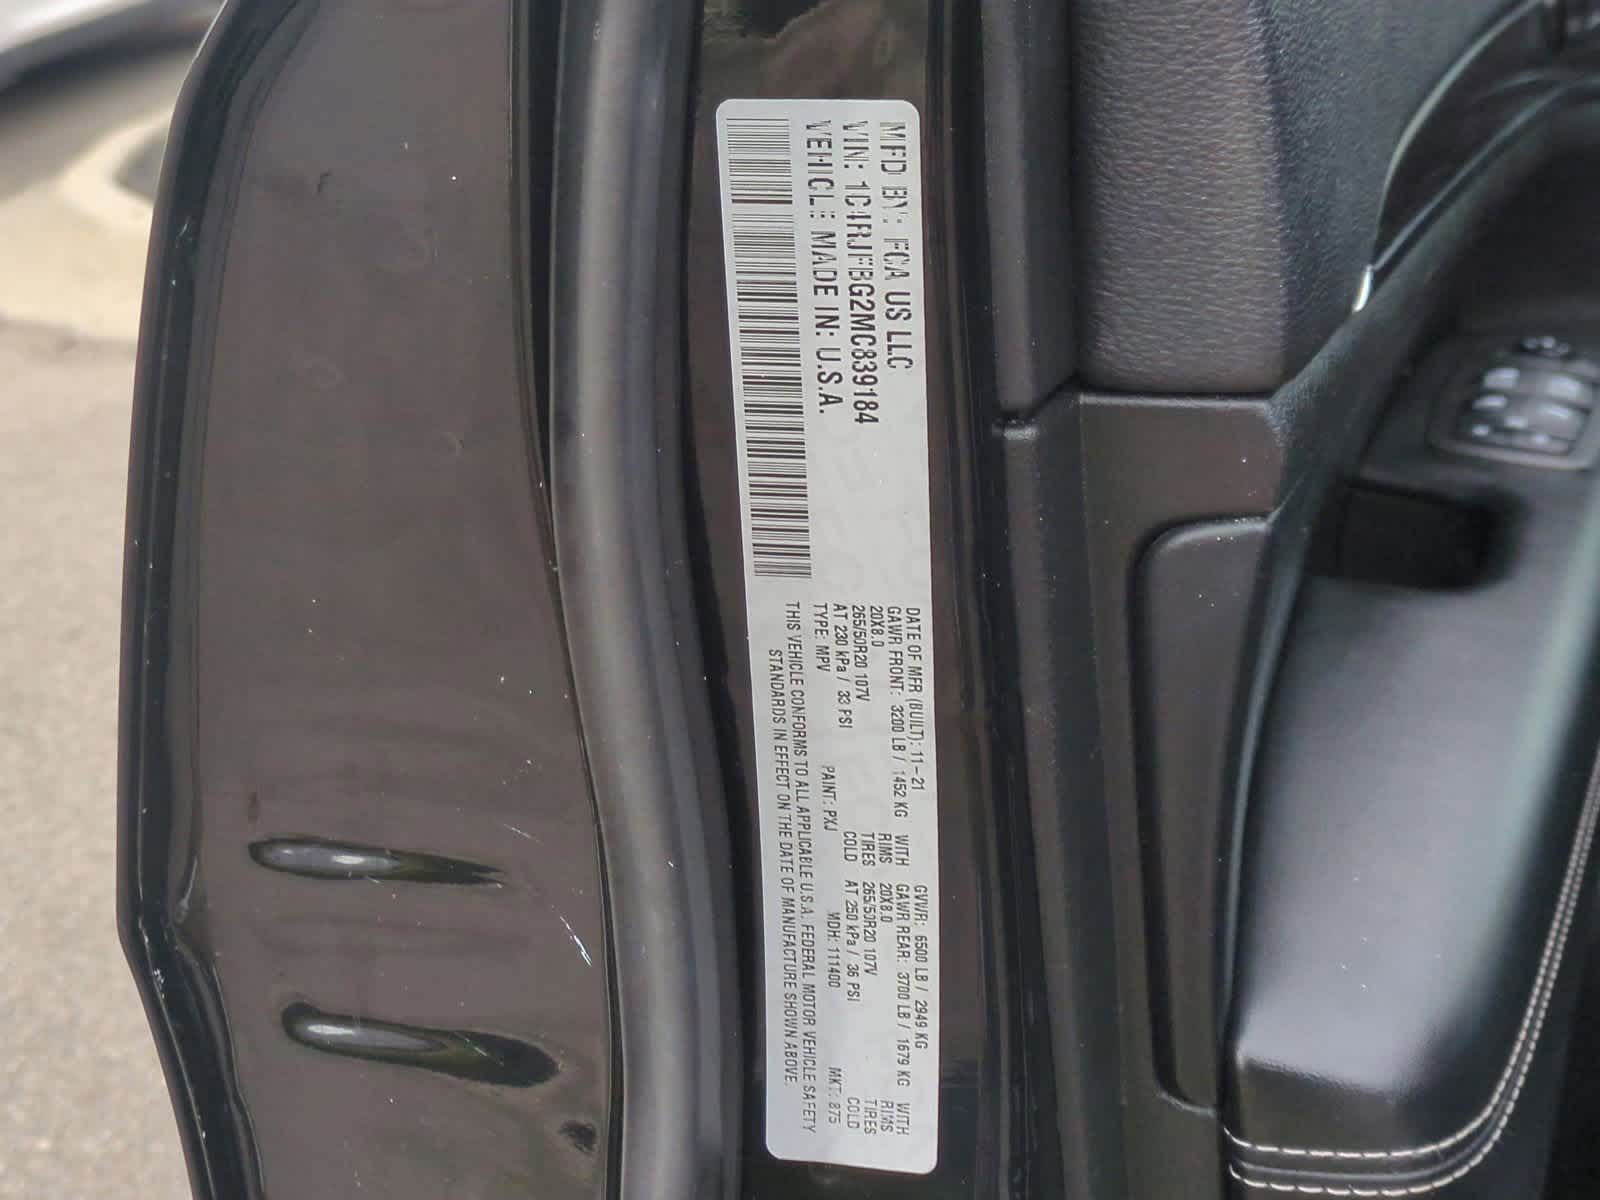 MFD BY: FCA US LLC
VIN: 1C4RJFBG2MC839184
VEHICLE MADE IN: U.S.A.
DATE OF MFR (BUILT): 11-21 GVWR: 6500 LB / 2949 KG
GAWR FRONT: 3200 LB / 1452 KG WITH GAWR REAR: 3700 LB / 1679 KG WITH
20X8.0 RIMS 20X8.0 RIMS
265/50R20 107V TIRES 265/50R20 107V TIRES
AT 230 kPa / 33 PSI COLD AT 250 kPa / 36 PSI COLD
TYPE: MPV PAINT: PXJ MDH: 111400 MKT: 875
THIS VEHICLE CONFORMS TO ALL APPLICABLE U.S.A. FEDERAL MOTOR VEHICLE SAFETY
STANDARDS IN EFFECT ON THE DATE OF MANUFACTURE SHOWN ABOVE.